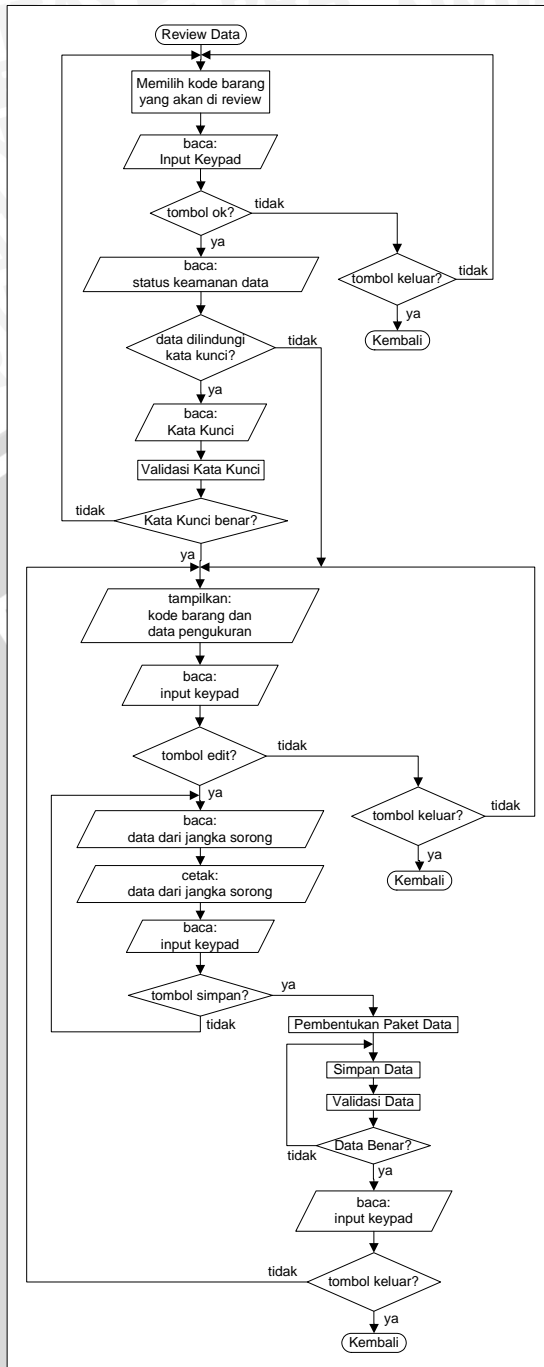 Review Data
Memilih kode barang
yang akan di review
baca:
Input Keypad
tombol ok?
tidak
ya
baca:
status keamanan data
tombol keluar?
tidak
ya
Kembali
data dilindungi
kata kunci?
tidak
ya
baca:
Kata Kunci
Validasi Kata Kunci
tidak
Kata Kunci benar?
ya
tampilkan:
kode barang dan
data pengukuran
baca:
input keypad
tombol edit?
tidak
ya
tombol keluar?
tidak
ya
Kembali
baca:
data dari jangka sorong
cetak:
data dari jangka sorong
baca:
input keypad
tombol simpan?
ya
tidak
Pembentukan Paket Data
Simpan Data
Validasi Data
Data Benar?
tidak
ya
baca:
input keypad
tidak
tombol keluar?
ya
Kembali